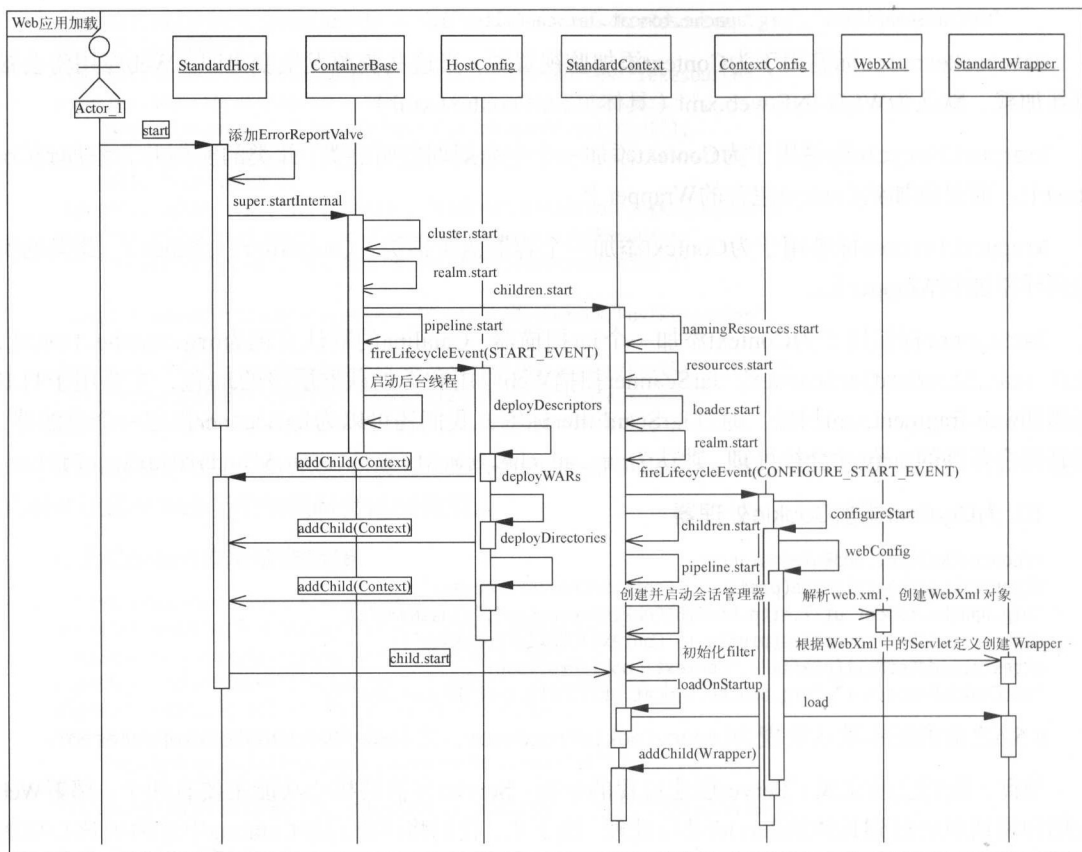 Web应用加载
StandardHost
ContainerBase
HostConfig
StandardContext
ContextConfig
WebXml
StandardWrapper
Actor_1
start
添加ErrorReportValve
super.startInternal
cluster.start
realm.start
children.start
pipeline.start
namingResources.start
fireLifecycleEvent(START_EVENT)
resources.start
启动后台线程
deployDescriptors
loader.start
realm.start
addChild(Context)
deployWARs
fireLifecycleEvent(CONFIGURE_START_EVENT)
configureStart
children.start
addChild(Context)
deployDirectories
webConfig
pipeline.start
addChild(Context)
创建并启动会话管理器
解析web.xml，创建WebXml 对象
初始化filter
根据WebXml 中的Servlet定义创建Wrapper
child.start
loadOnStartup
load
addChild(Wrapper)